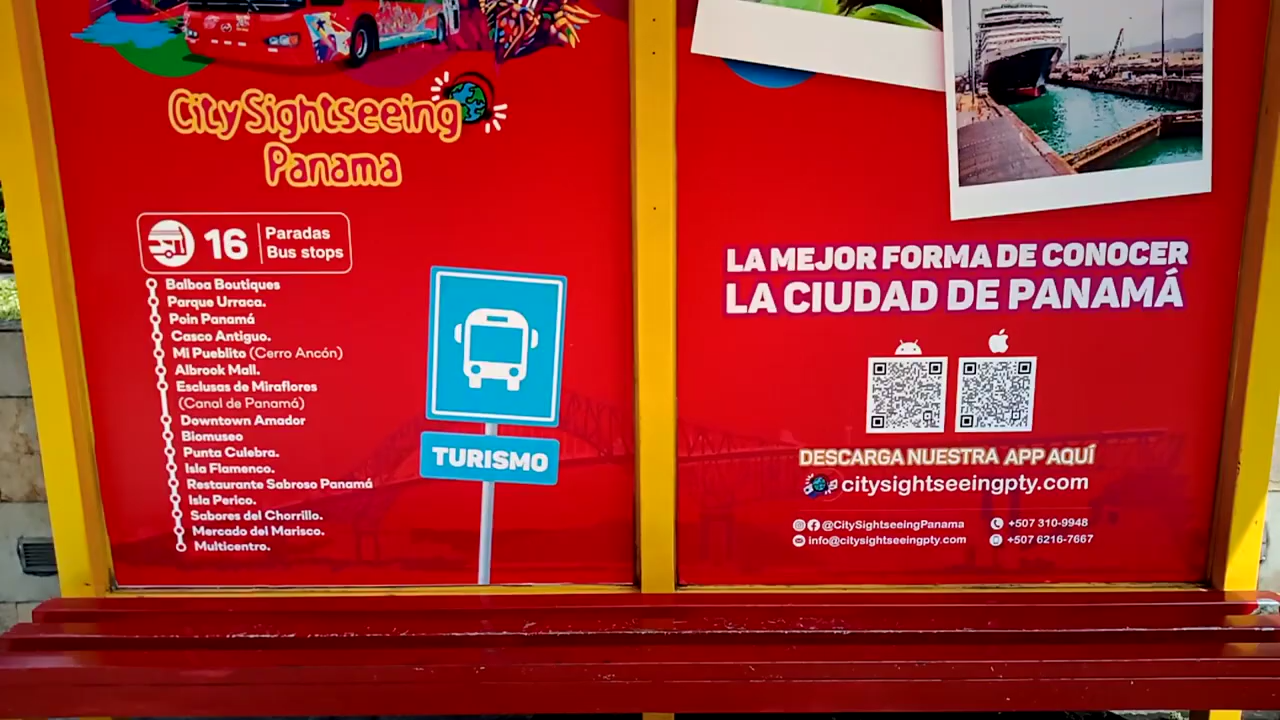 City Sightseeing
Panama
16 Paradas
Bus stops
Balboa Boutiques
Parque Urraca.
Poin Panamá
Casco Antiguo.
Mi Pueblito (Cerro Ancón)
Albrook Mall.
Esclusas de Miraflores
(Canal de Panamá)
Downtown Amador
Biomuseo
Punta Culebra.
Isla Flamenco.
Restaurante Sabroso Panamá
Isla Perico.
Sabores del Chorrillo.
Mercado del Marisco.
Multicentro.
TURISMO
LA MEJOR FORMA DE CONOCER
LA CIUDAD DE PANAMÁ
DESCARGA NUESTRA APP AQUÍ
citysightseeingpty.com
@CitySightseeingPanama
info@citysightseeingpty.com
+507 310-9948
+507 6216-7667